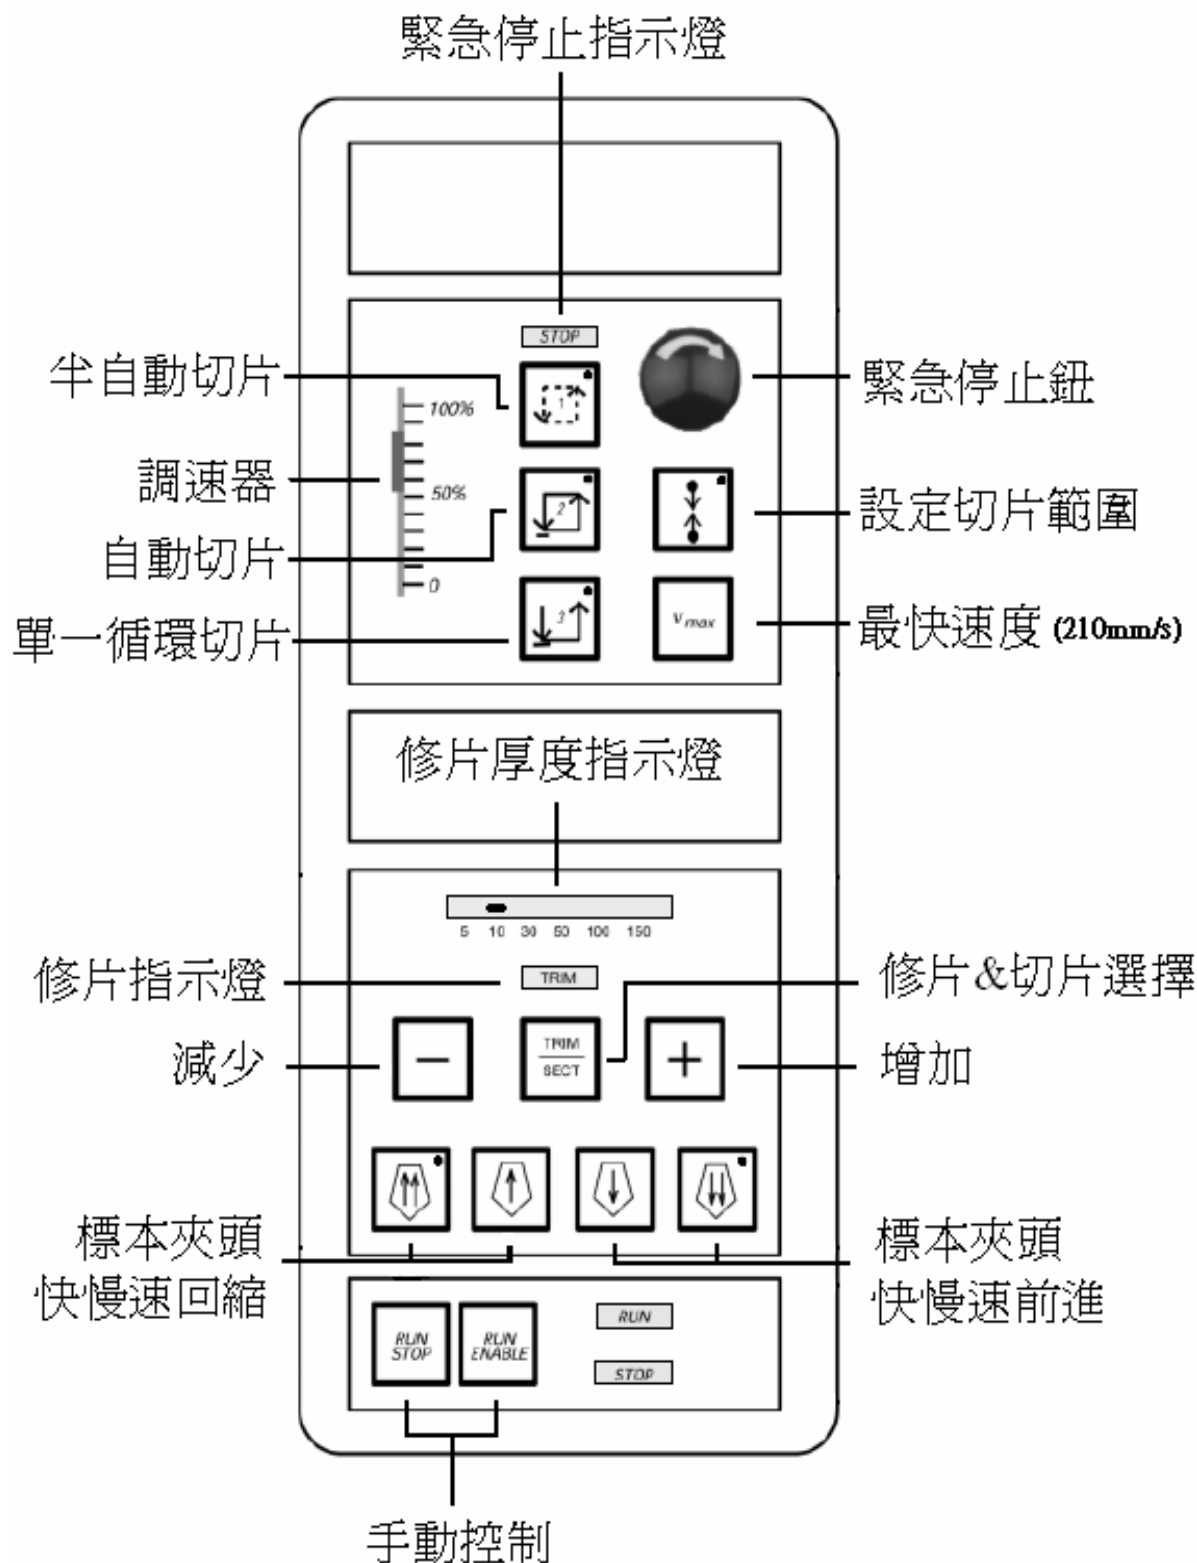 緊急停止指示燈
STOP
半自動切片
1
緊急停止鈕
100%
調速器
50%
2
設定切片範圍
自動切片
0
單一循環切片
3
Vmax
最快速度 (210mm/s)
修片厚度指示燈
5 10 30 50 100 150
修片指示燈
TRIM
修片&切片選擇
減少
−
TRIM
SECT
+
增加
標本夾頭
快慢速回縮
標本夾頭
快慢速前進
RUN
STOP
RUN
ENABLE
RUN
STOP
手動控制